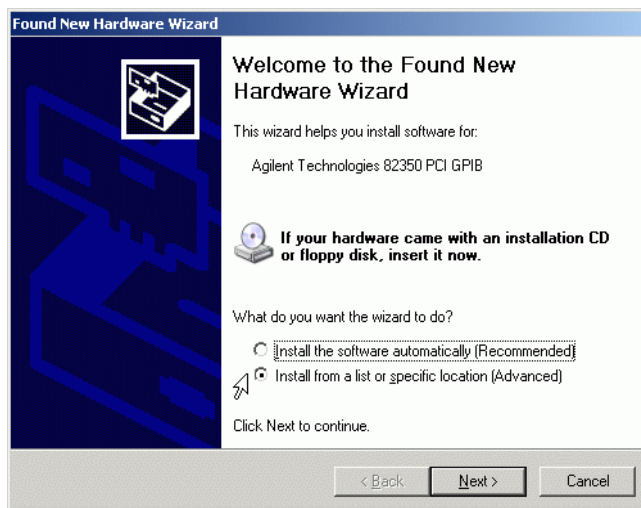 Found New Hardware Wizard
Welcome to the Found New
Hardware Wizard
This wizard helps you install software for:
Agilent Technologies 82350 PCI GPIB
If your hardware came with an installation CD
or floppy disk, insert it now.
What do you want the wizard to do?
Install the software automatically (Recommended)
Install from a list or specific location (Advanced)
Click Next to continue.
< Back
Next >
Cancel